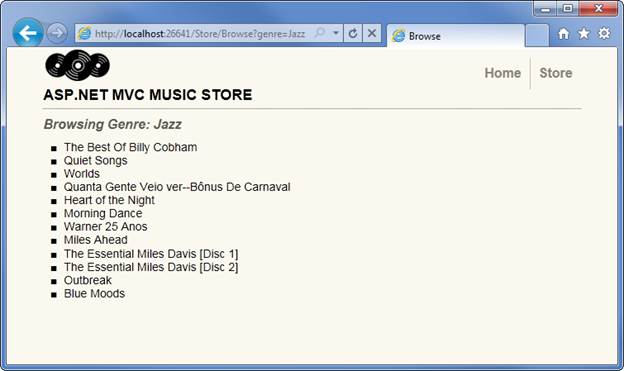 http://localhost:26641/Store/Browse?genre=Jazz
Browse
Home
Store
ASP.NET MVC MUSIC STORE
Browsing Genre: Jazz
The Best Of Billy Cobham
Quiet Songs
Worlds
Quanta Gente Veio ver--Bônus De Carnaval
Heart of the Night
Morning Dance
Warner 25 Anos
Miles Ahead
The Essential Miles Davis [Disc 1]
The Essential Miles Davis [Disc 2]
Outbreak
Blue Moods